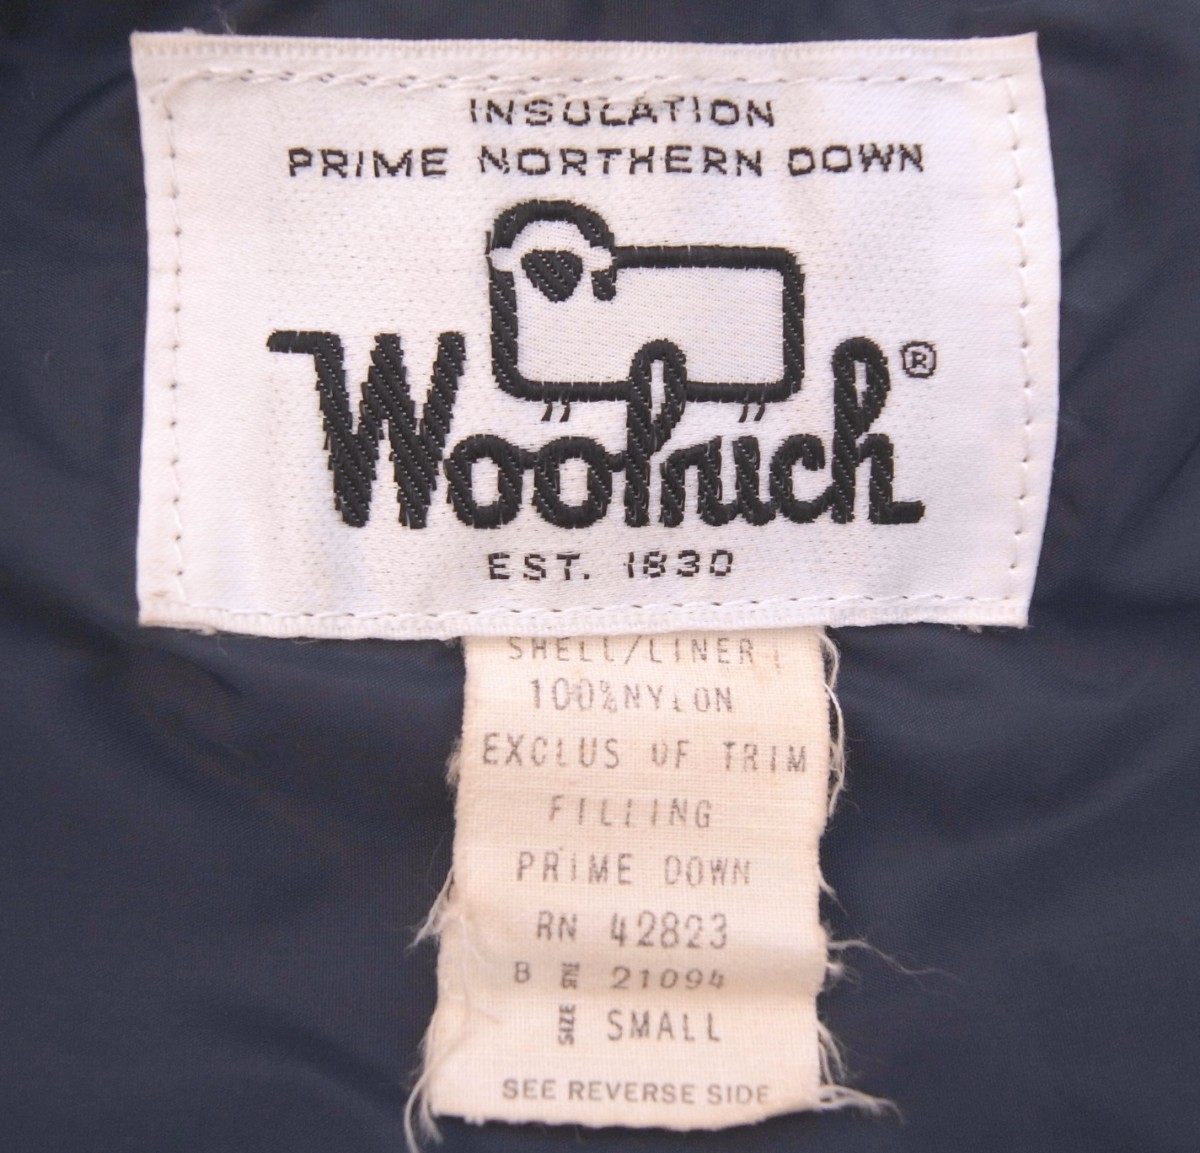 INSULATION
PRIME NORTHERN DOWN
Woolrich ®
EST. 1830
SHELL/LINER
100%NYLON
EXCLUS OF TRIM
FILLING
PRIME DOWN
RN 42823
B STYLE 21094
SIZE SMALL
SEE REVERSE SIDE